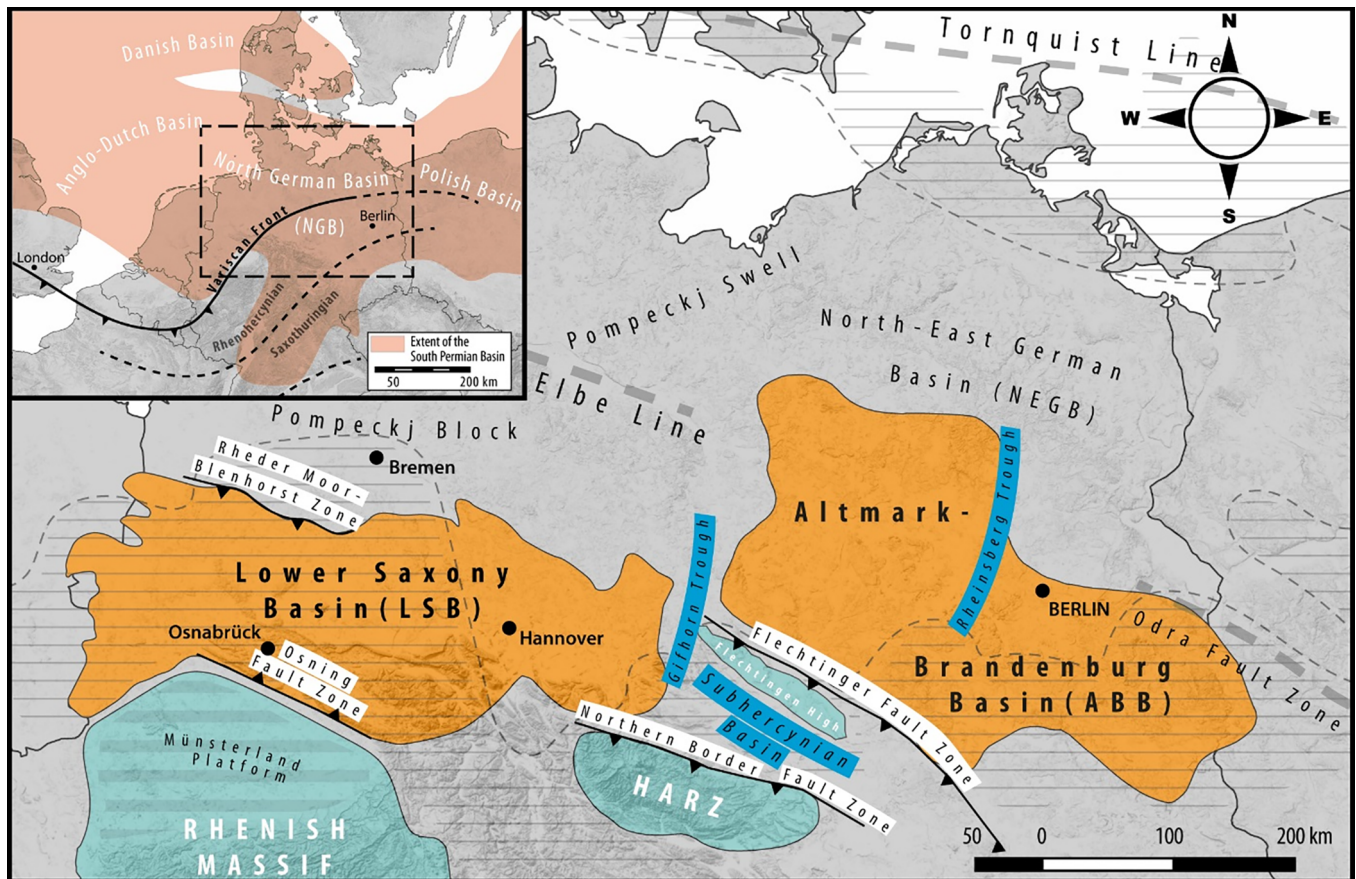 Danish Basin
Anglo-Dutch Basin
North German Basin
(NGB)
Polish Basin
Berlin
London
Variscan Front
Rhenohercynian
Saxothuringian
Extent of the
South Permian Basin
50 200 km
Tornquist Line
N
W E
S
Pompeckj Swell
North-East German
Basin (NEGB)
Elbe Line
Pompeckj Block
Bremen
Rheder Moor-
Blenhorst Zone
Altmark-
Rheinsberg Trough
BERLIN
Lower Saxony
Basin(LSB)
Osnabrück
Hannover
Osning
Fault Zone
Gifhorn Trough
Flechtinger Fault Zone
Flechtingen High
Odra Fault Zone
Brandenburg
Basin(ABB)
Subhercynian
Basin
Northern Border Fault Zone
Münsterland
Platform
HARZ
RHENISH
MASSIF
50 0 100 200 km